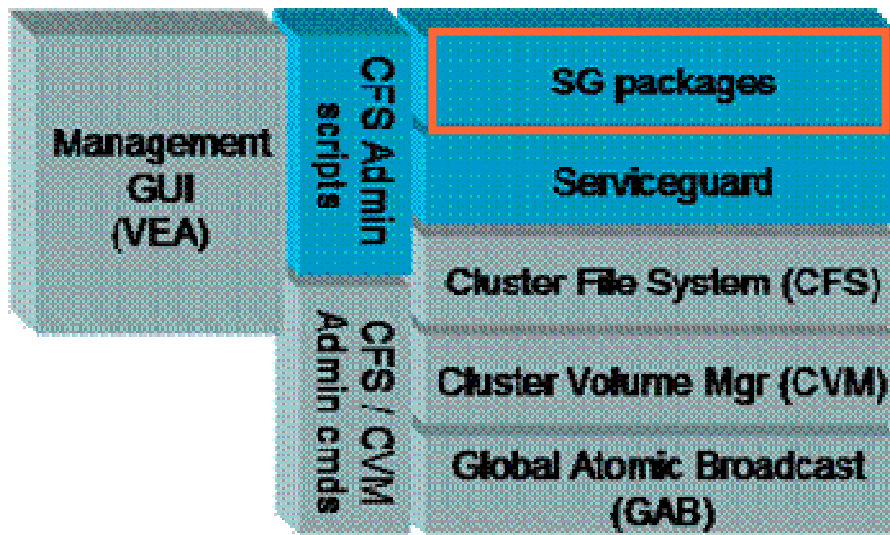 Management
GUI
(VEA)
CFS Admin
scripts
CFS / CVM
Admin cmds
SG packages
Serviceguard
Cluster File System (CFS)
Cluster Volume Mgr (CVM)
Global Atomic Broadcast
(GAB)